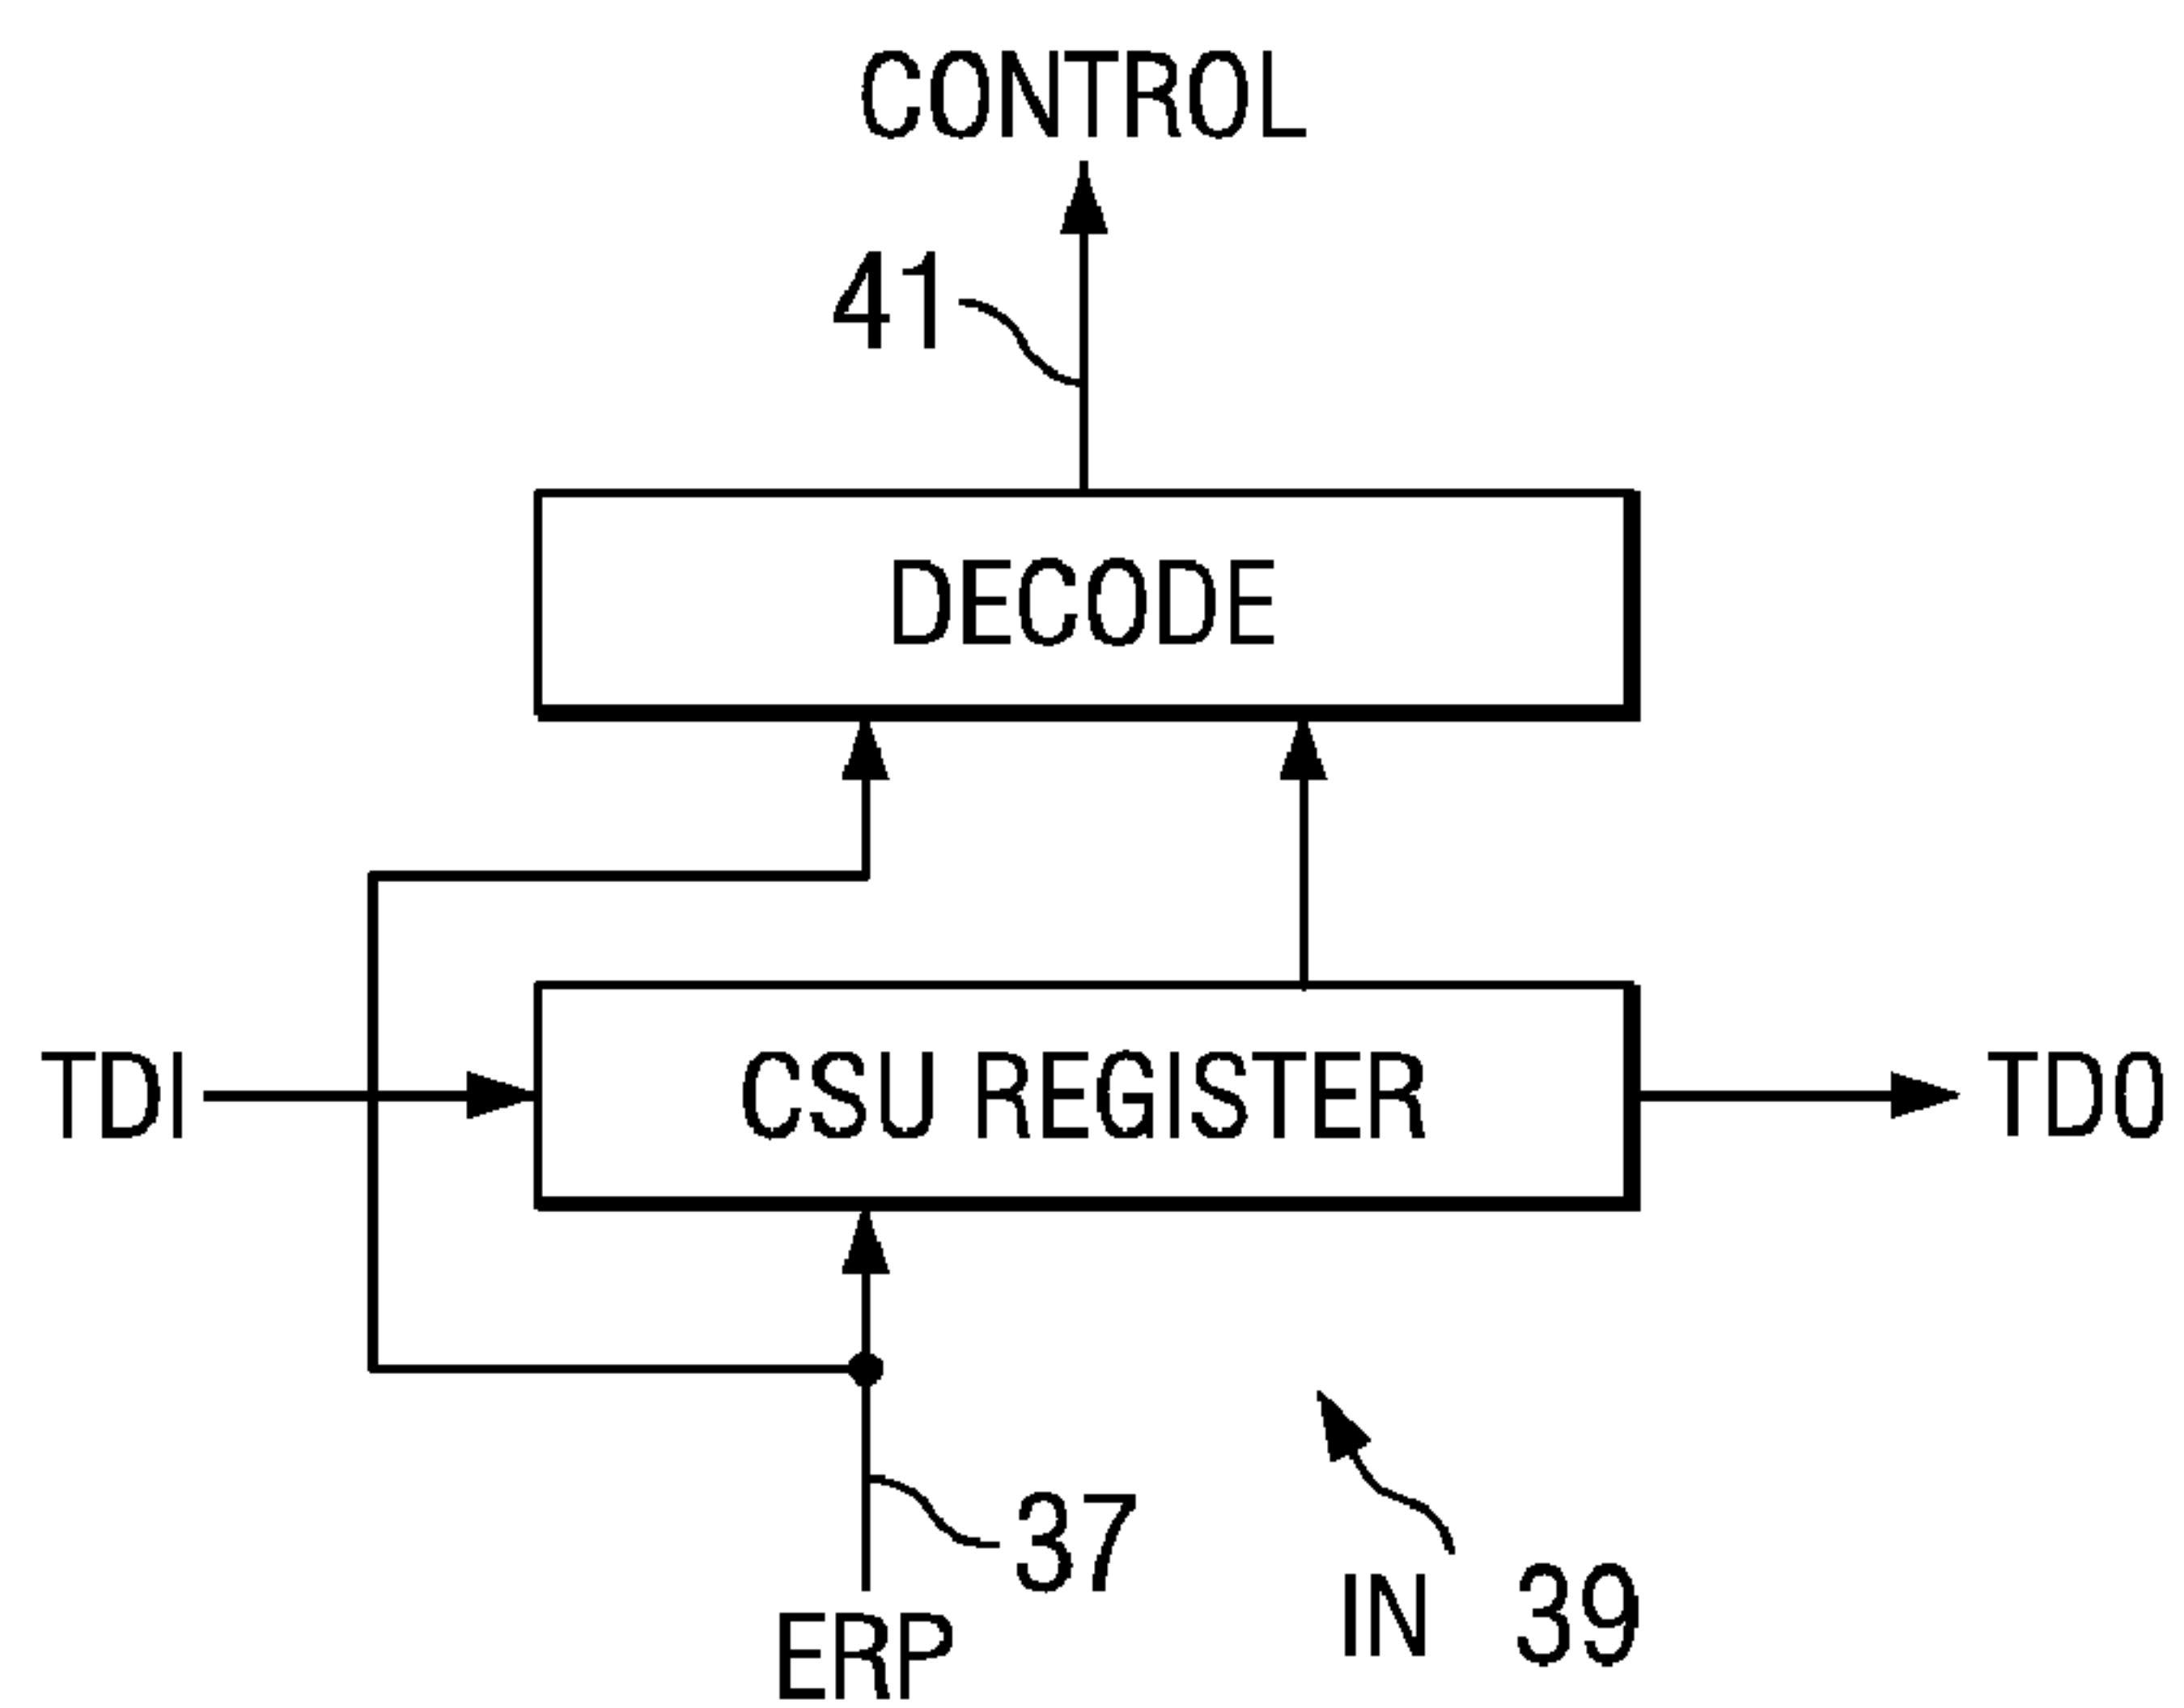 CONTROL
41
DECODE
TDI
CSU REGISTER
TDO
37
ERP
IN 39